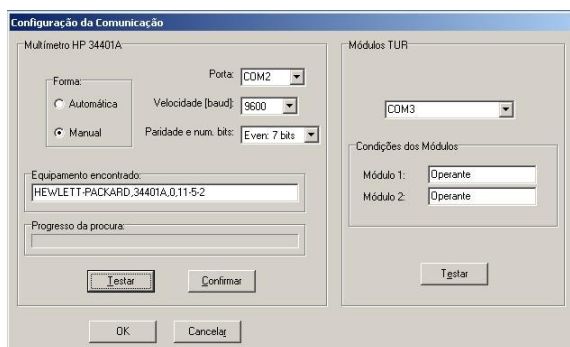 Configuração da Comunicação
Multímetro HP 34401A
Forma:
Automática
Manual
Porta: COM2
Velocidade [baud]: 9600
Paridade e num. bits: Even: 7 bits
Equipamento encontrado:
HEWLETT-PACKARD,34401A,0,11-5-2
Progresso da procura:
Testar
Confirmar
Módulos TUR
COM3
Condições dos Módulos
Módulo 1: Operante
Módulo 2: Operante
Testar
OK
Cancelar